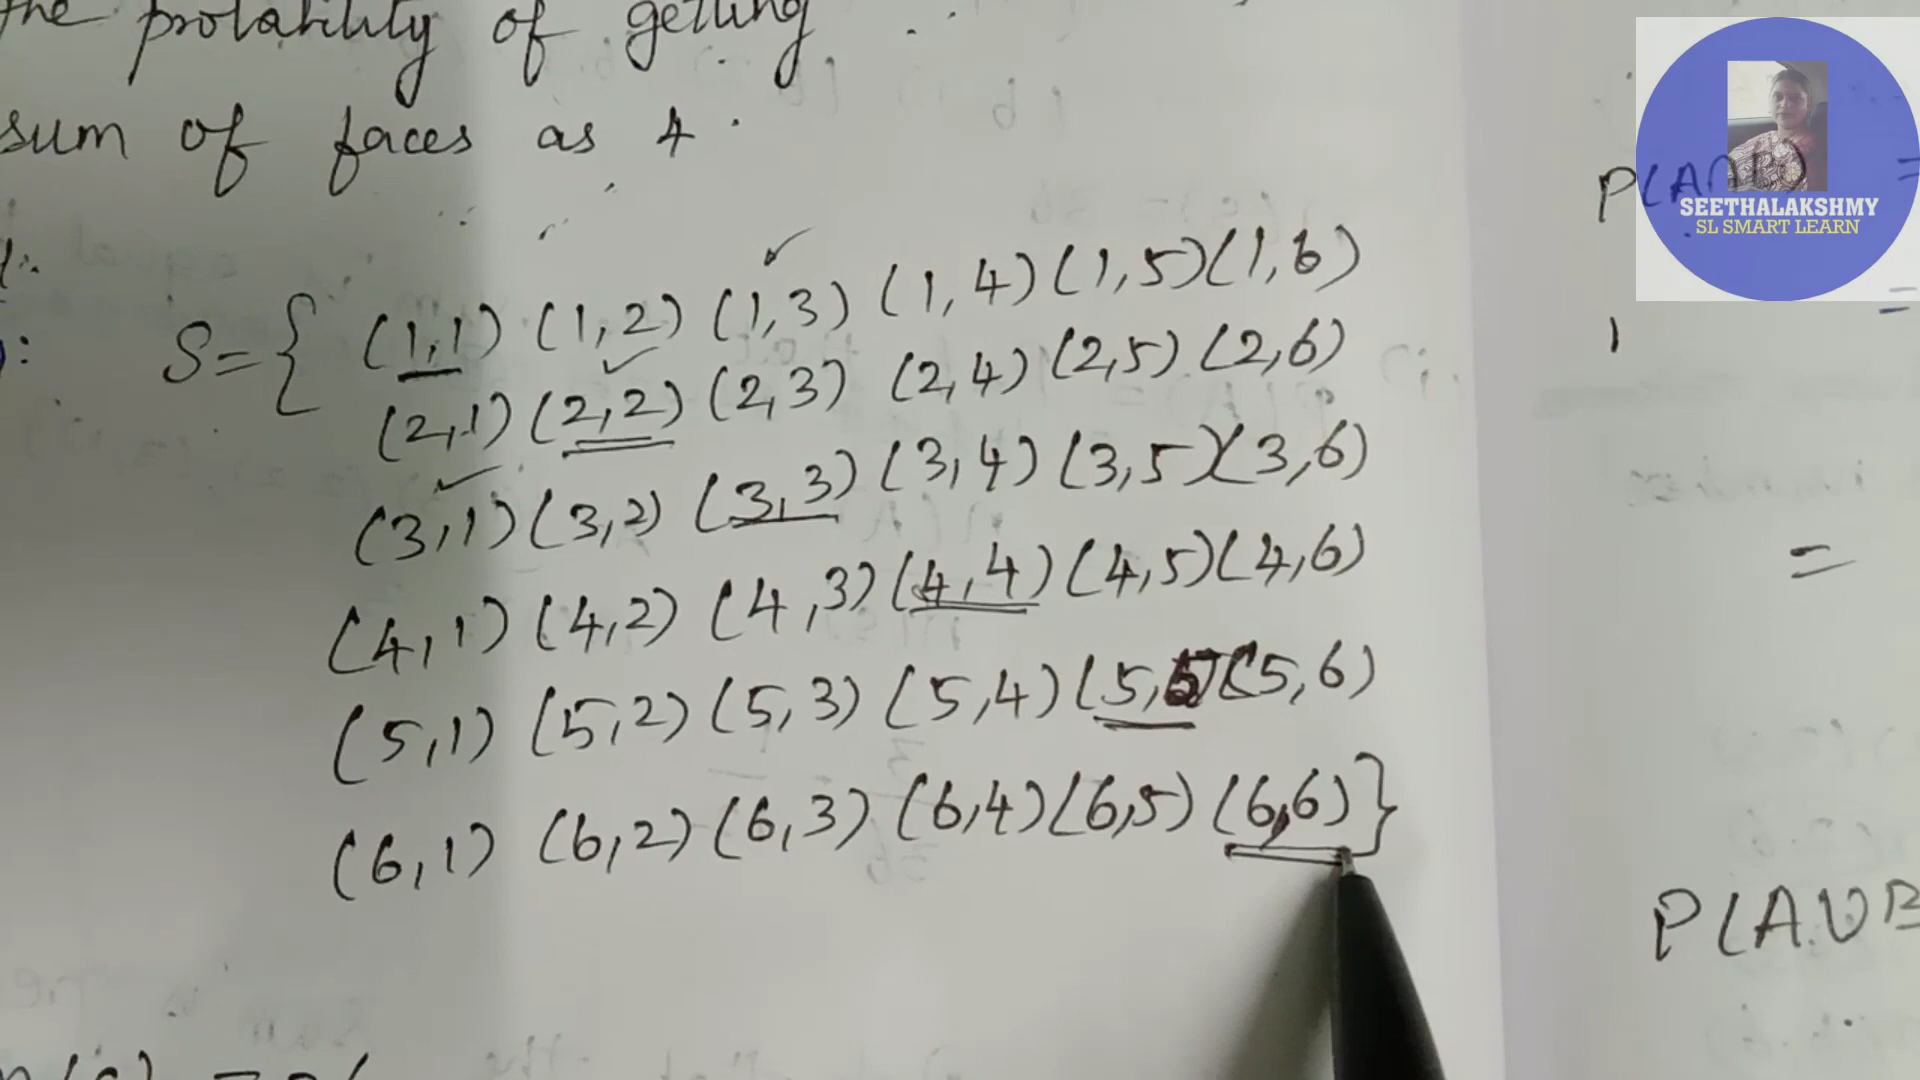 the probability of getting
sum of faces as 4.
S={ (1,1) (1,2) (1,3) (1,4) (1,5) (1,6)
(2,1) (2,2) (2,3) (2,4) (2,5) (2,6)
(3,1) (3,2) (3,3) (3,4) (3,5) (3,6)
(4,1) (4,2) (4,3) (4,4) (4,5) (4,6)
(5,1) (5,2) (5,3) (5,4) (5,5) (5,6)
(6,1) (6,2) (6,3) (6,4) (6,5) (6,6) }
SEETHALAKSHMY
SL SMART LEARN
=
=
=
P(AUB